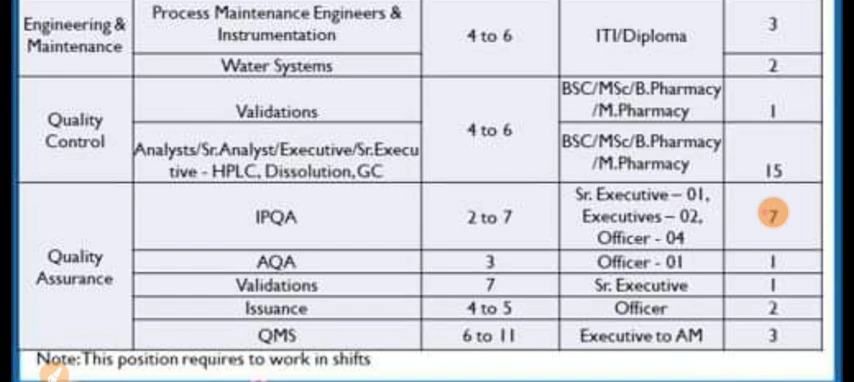 Engineering & Maintenance
Process Maintenance Engineers & Instrumentation
4 to 6
ITI/Diploma
3
Water Systems
2
Quality Control
Validations
4 to 6
BSC/MSc/B.Pharmacy
/M.Pharmacy
1
Analysts/Sr.Analyst/Executive/Sr.Execu
tive - HPLC, Dissolution,GC
BSC/MSc/B.Pharmacy
/M.Pharmacy
15
Quality Assurance
IPQA
2 to 7
Sr. Executive – 01,
Executives – 02,
Officer - 04
7
AQA
3
Officer - 01
1
Validations
7
Sr. Executive
1
Issuance
4 to 5
Officer
2
QMS
6 to 11
Executive to AM
3
Note:This position requires to work in shifts